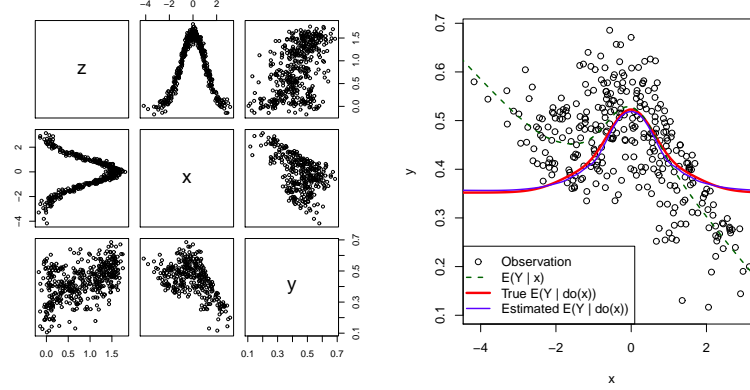 −4 0 2
z
0.0 0.5 1.0 1.5
−4 −2 0 2
x
0.1 0.3 0.5 0.7
0.0 0.5 1.0 1.5
y
0.1 0.3 0.5 0.7
0.7
0.6
0.5
0.4
0.3
0.2
0.1
y
Observation
E(Y | x)
True E(Y | do(x))
Estimated E(Y | do(x))
−4 −2 0 2
x